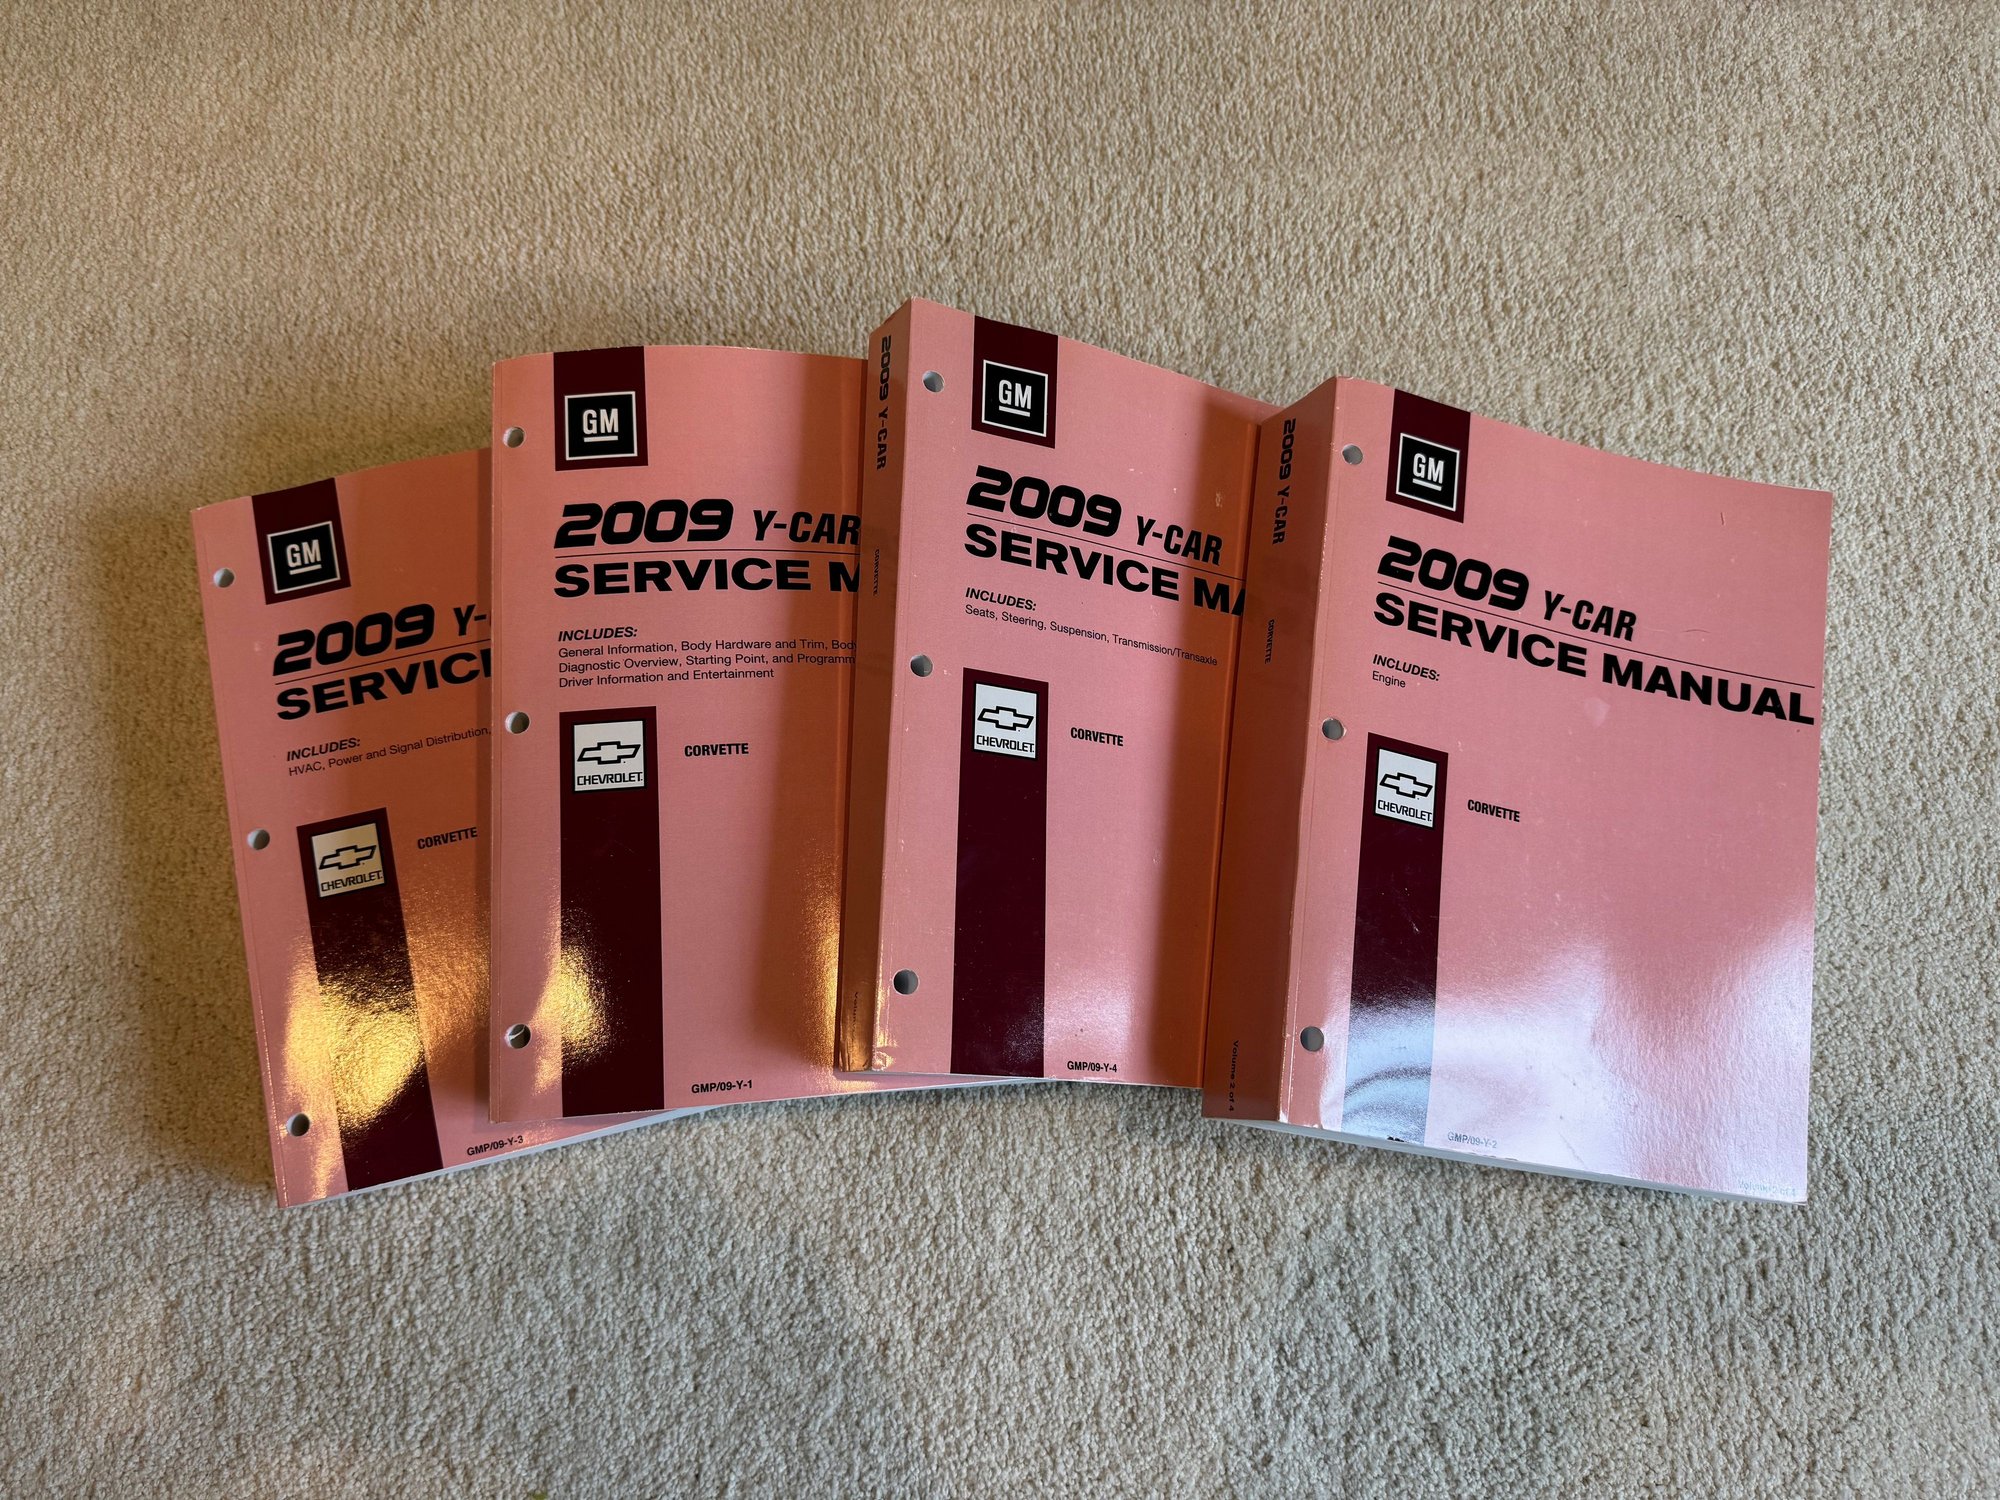 GM
2009 Y-
SERVIC
INCLUDES:
HVAC, Power and Signal Distribution,
CHEVROLET
CORVETTE
GMP/09-Y-3
GM
2009 Y-CAR
SERVICE M
INCLUDES:
General Information, Body Hardware and Trim, Body
Diagnostic Overview, Starting Point, and Programm
Driver Information and Entertainment
CHEVROLET
CORVETTE
GMP/09-Y-1
2009 Y-CAR
CORVETTE
GM
2009 Y-CAR
SERVICE MA
INCLUDES:
Seats, Steering, Suspension, Transmission/Transaxle
CHEVROLET
CORVETTE
GMP/09-Y-4
2009 Y-CAR
CORVETTE
Volume 2 of 4
GM
2009 Y-CAR
SERVICE MANUAL
INCLUDES:
Engine
CHEVROLET
CORVETTE
GMP/09-Y-2
Volume 2 of 4